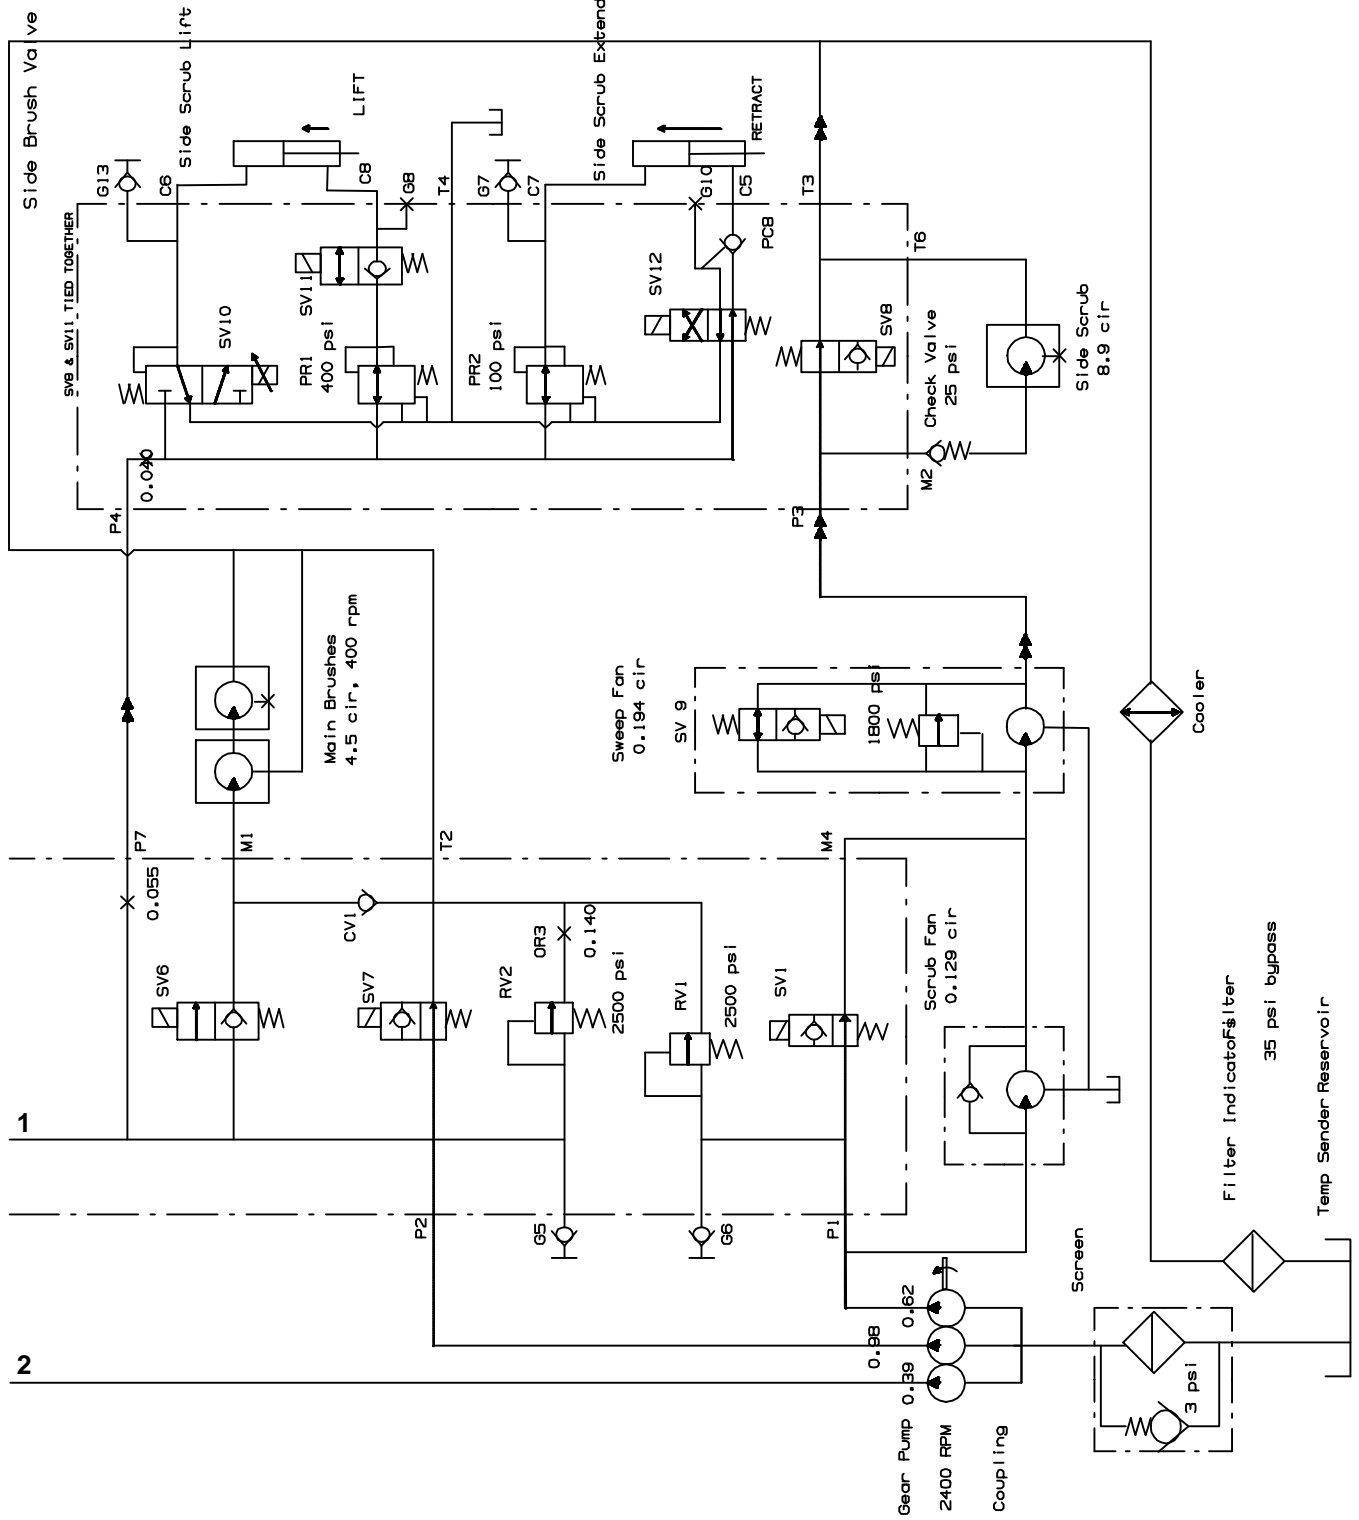 Side Brush Valve
Side Scrub Lift
Side Scrub Extend
LIFT
RETRACT
G13
C6
C8
G8
T4
G7
C7
G10
C5
T3
SV8 & SV11 TIED TOGETHER
SV11
SV10
PR1
400 psi
PR2
100 psi
SV12
PC8
SV8
T6
Check Valve
25 psi
Side Scrub
8.9 cir
M2
0.040
P4
P3
Main Brushes
4.5 cir, 400 rpm
Sweep Fan
0.194 cir
SV 9
1800 psi
Cooler
P7
M1
T2
M4
0.055
CV1
OR3
0.140
SV6
SV7
RV2
2500 psi
RV1
2500 psi
SV1
Scrub Fan
0.129 cir
1
P2
G5
G6
P1
2
0.62
0.98
Gear Pump 0.39
2400 RPM
Coupling
Screen
3 psi
Filter Indicator
Filter
35 psi bypass
Temp Sender Reservoir